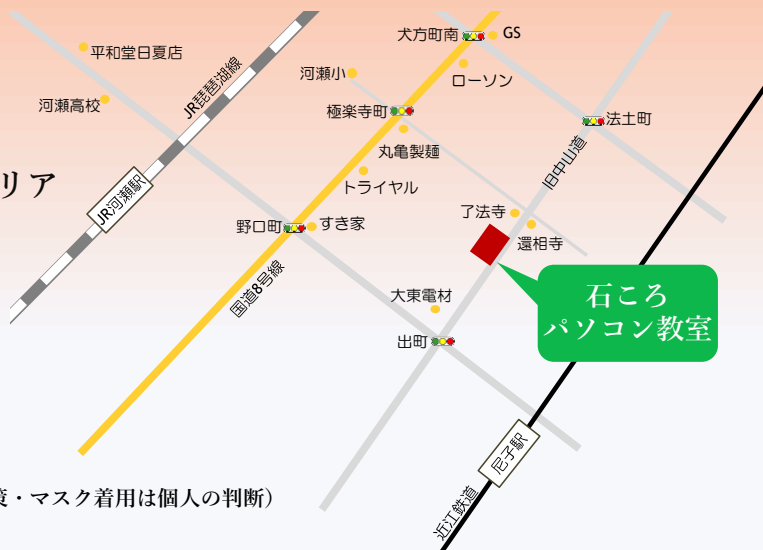 犬方町南
GS
平和堂日夏店
JR琵琶湖線
河瀬小
ローソン
河瀬高校
極楽寺町
法土町
丸亀製麺
旧中山道
リア
トライヤル
JR河瀬駅
了法寺
野口町
すき家
還相寺
国道8号線
大東電材
石ころ
パソコン教室
出町
尼子駅
策・マスク着用は個人の判断）
近江鉄道